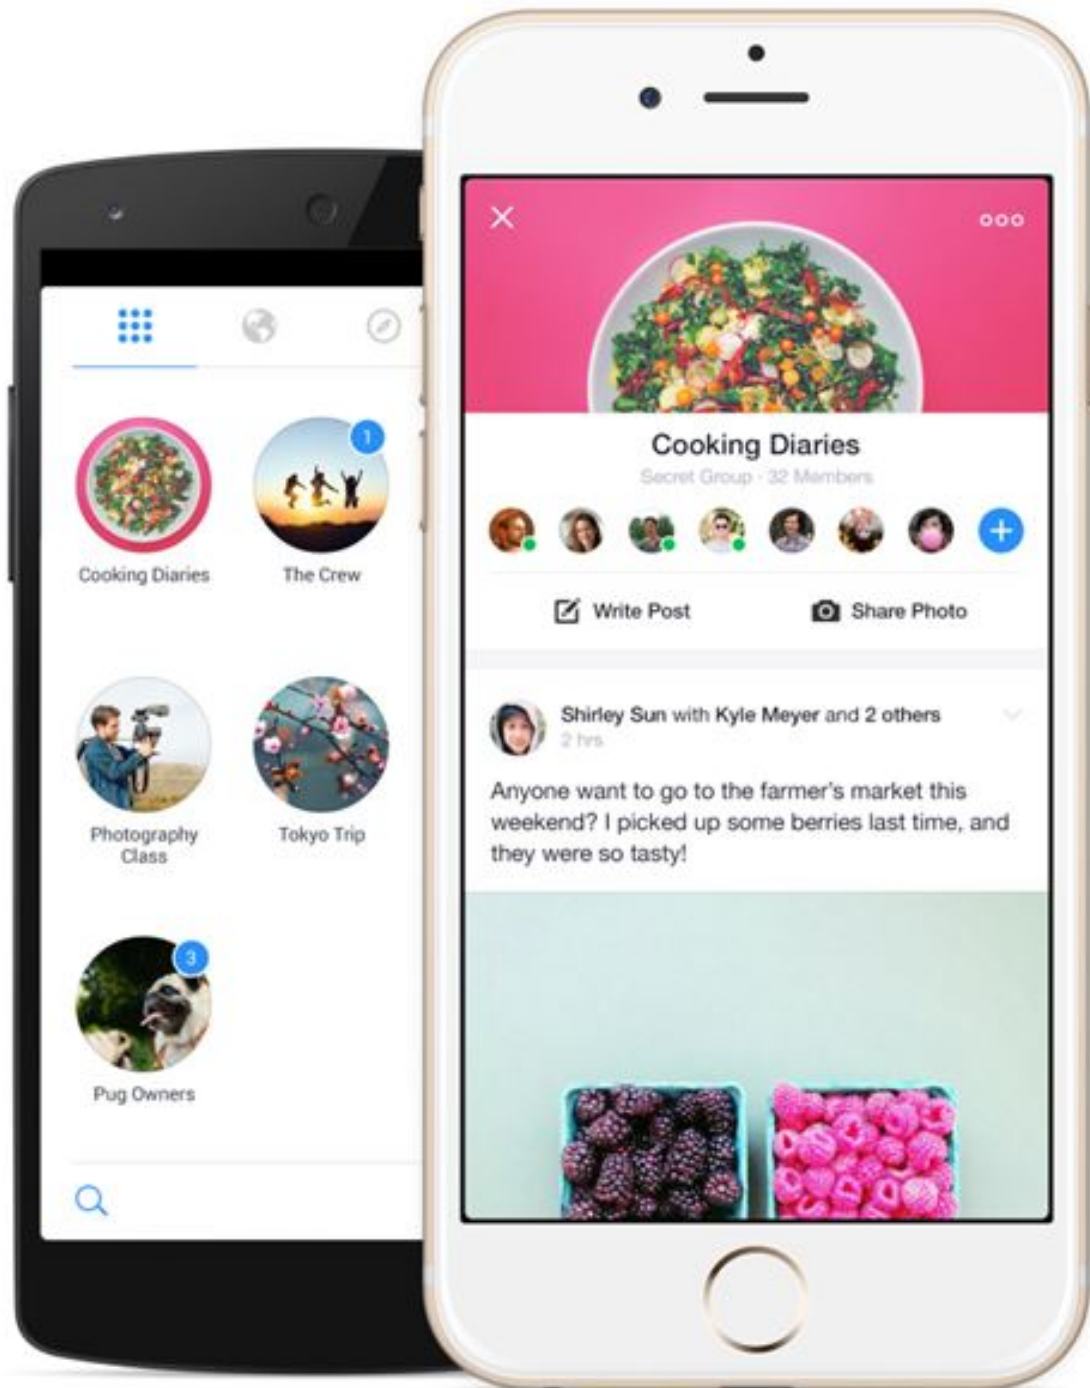 1
Cooking Diaries
The Crew
Photography
Class
Tokyo Trip
3
Pug Owners
Cooking Diaries
Secret Group · 32 Members
Write Post
Share Photo
Shirley Sun with Kyle Meyer and 2 others
2 hrs
Anyone want to go to the farmer's market this
weekend? I picked up some berries last time, and
they were so tasty!